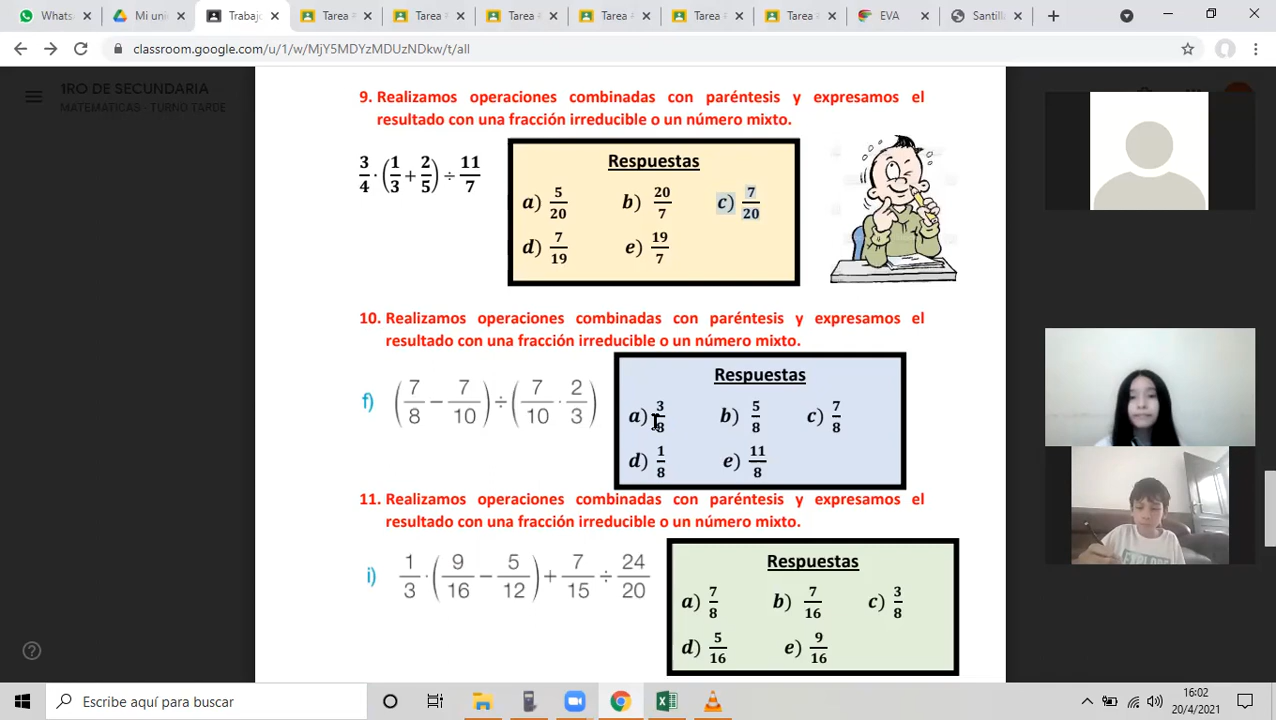 Whats
Mi uni
Trabajo
Tarea
Tarea #
Tarea #
Tarea #
Tarea #
Tarea #
EVA
Santill
classroom.google.com/u/1/w/MjY5MDYzMDUzNDkw/t/all
1RO DE SECUNDARIA
MATEMATICAS - TURNO TARDE
9. Realizamos operaciones combinadas con paréntesis y expresamos el
resultado con una fracción irreducible o un número mixto.
3/4 · (1/3 + 2/5) ÷ 11/7
Respuestas
a) 5/20 b) 20/7 c) 7/20
d) 7/19 e) 19/7
10. Realizamos operaciones combinadas con paréntesis y expresamos el
resultado con una fracción irreducible o un número mixto.
f) (7/8 − 7/10) ÷ (7/10 · 2/3)
Respuestas
a) 3/8 b) 5/8 c) 7/8
d) 1/8 e) 11/8
11. Realizamos operaciones combinadas con paréntesis y expresamos el
resultado con una fracción irreducible o un número mixto.
i) 1/3 · (9/16 − 5/12) + 7/15 ÷ 24/20
Respuestas
a) 7/8 b) 7/16 c) 3/8
d) 5/16 e) 9/16
Escribe aquí para buscar
16:02
20/4/2021